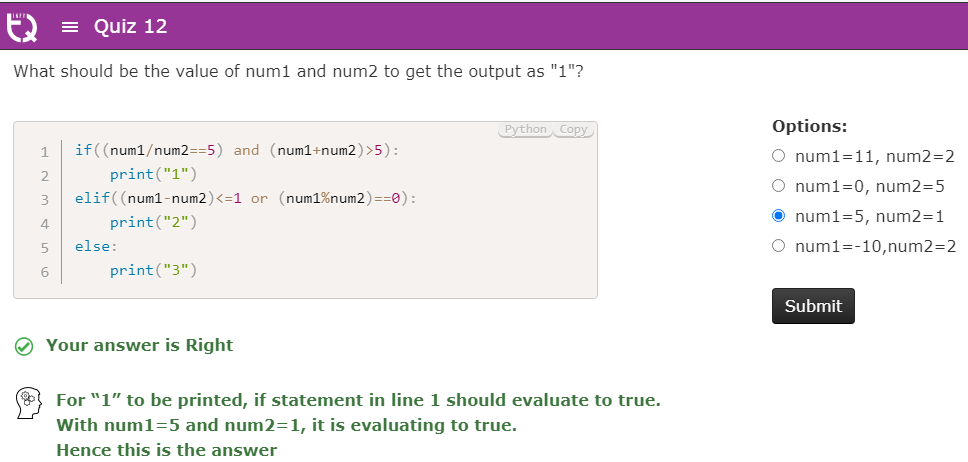 Quiz 12
What should be the value of num1 and num2 to get the output as "1"?
Python Copy
1 if((num1/num2==5) and (num1+num2)>5):
2 print("1")
3 elif((num1-num2)<=1 or (num1%num2)==0):
4 print("2")
5 else:
6 print("3")
Options:
num1=11, num2=2
num1=0, num2=5
num1=5, num2=1
num1=-10,num2=2
Submit
Your answer is Right
For “1” to be printed, if statement in line 1 should evaluate to true.
With num1=5 and num2=1, it is evaluating to true.
Hence this is the answer